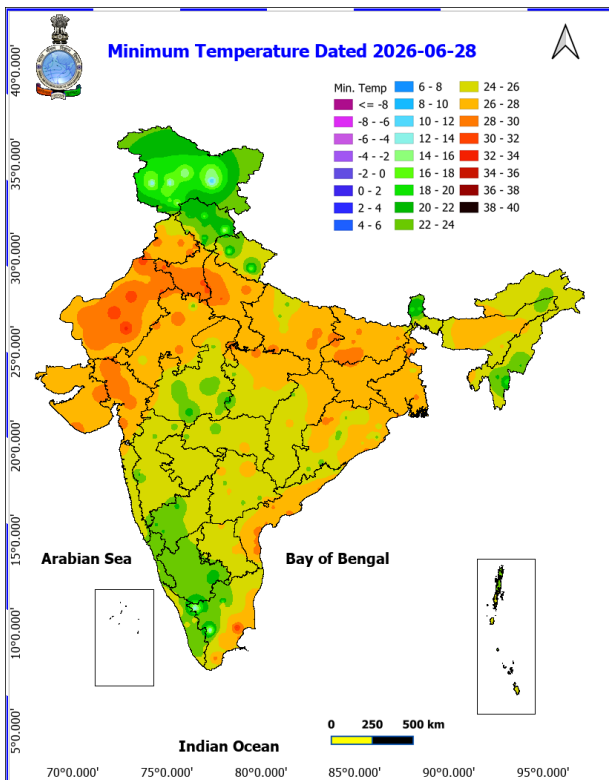 Minimum Temperature Dated 2026-06-28
Min. Temp
<= -8
-8 - -6
-6 - -4
-4 - -2
-2 - 0
0 - 2
2 - 4
4 - 6
6 - 8
8 - 10
10 - 12
12 - 14
14 - 16
16 - 18
18 - 20
20 - 22
22 - 24
24 - 26
26 - 28
28 - 30
30 - 32
32 - 34
34 - 36
36 - 38
38 - 40
40°0.000'
35°0.000'
30°0.000'
25°0.000'
20°0.000'
15°0.000'
10°0.000'
5°0.000'
Arabian Sea
Bay of Bengal
Indian Ocean
0 250 500 km
70°0.000' 75°0.000' 80°0.000' 85°0.000' 90°0.000' 95°0.000'